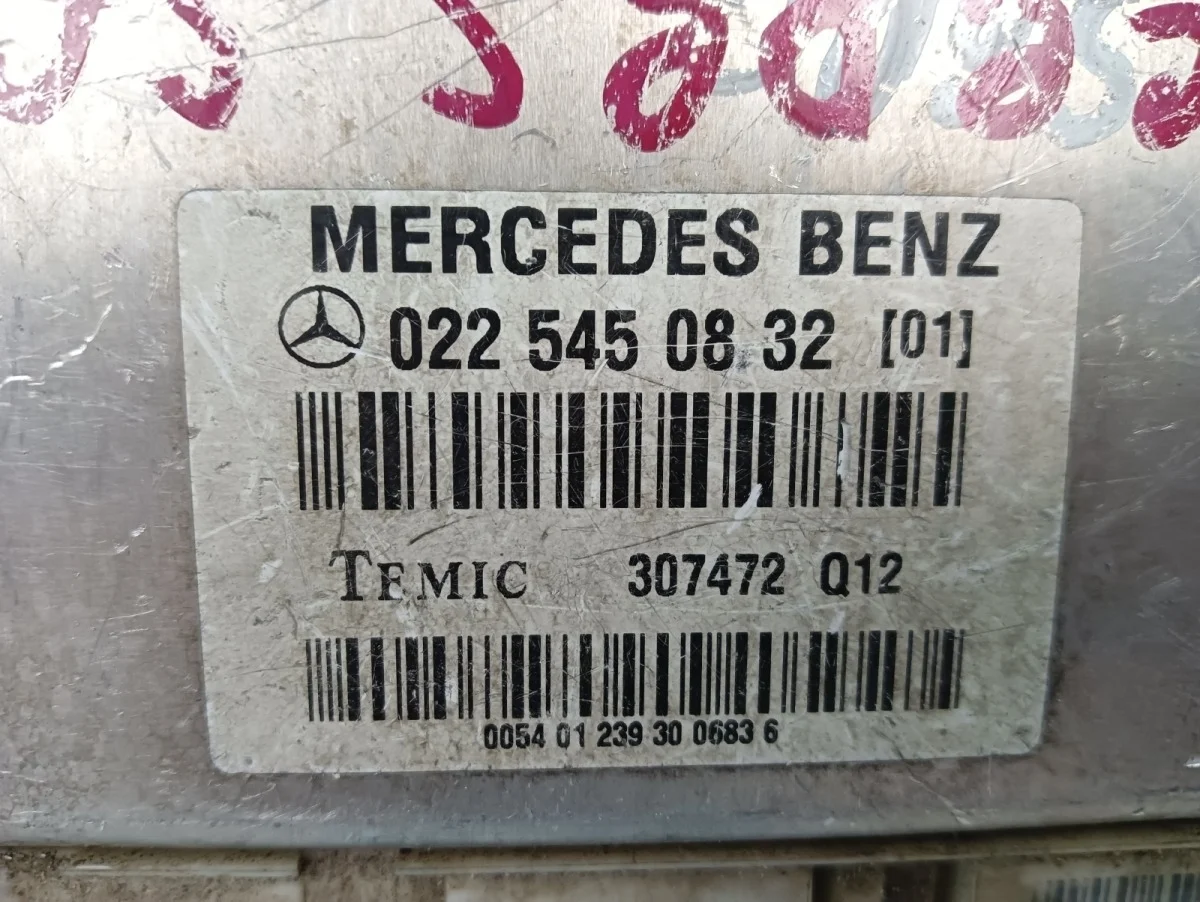 MERCEDES BENZ
022 545 08 32 [01]
TEMIC 307472 Q12
0054 01 239 30 0683 6